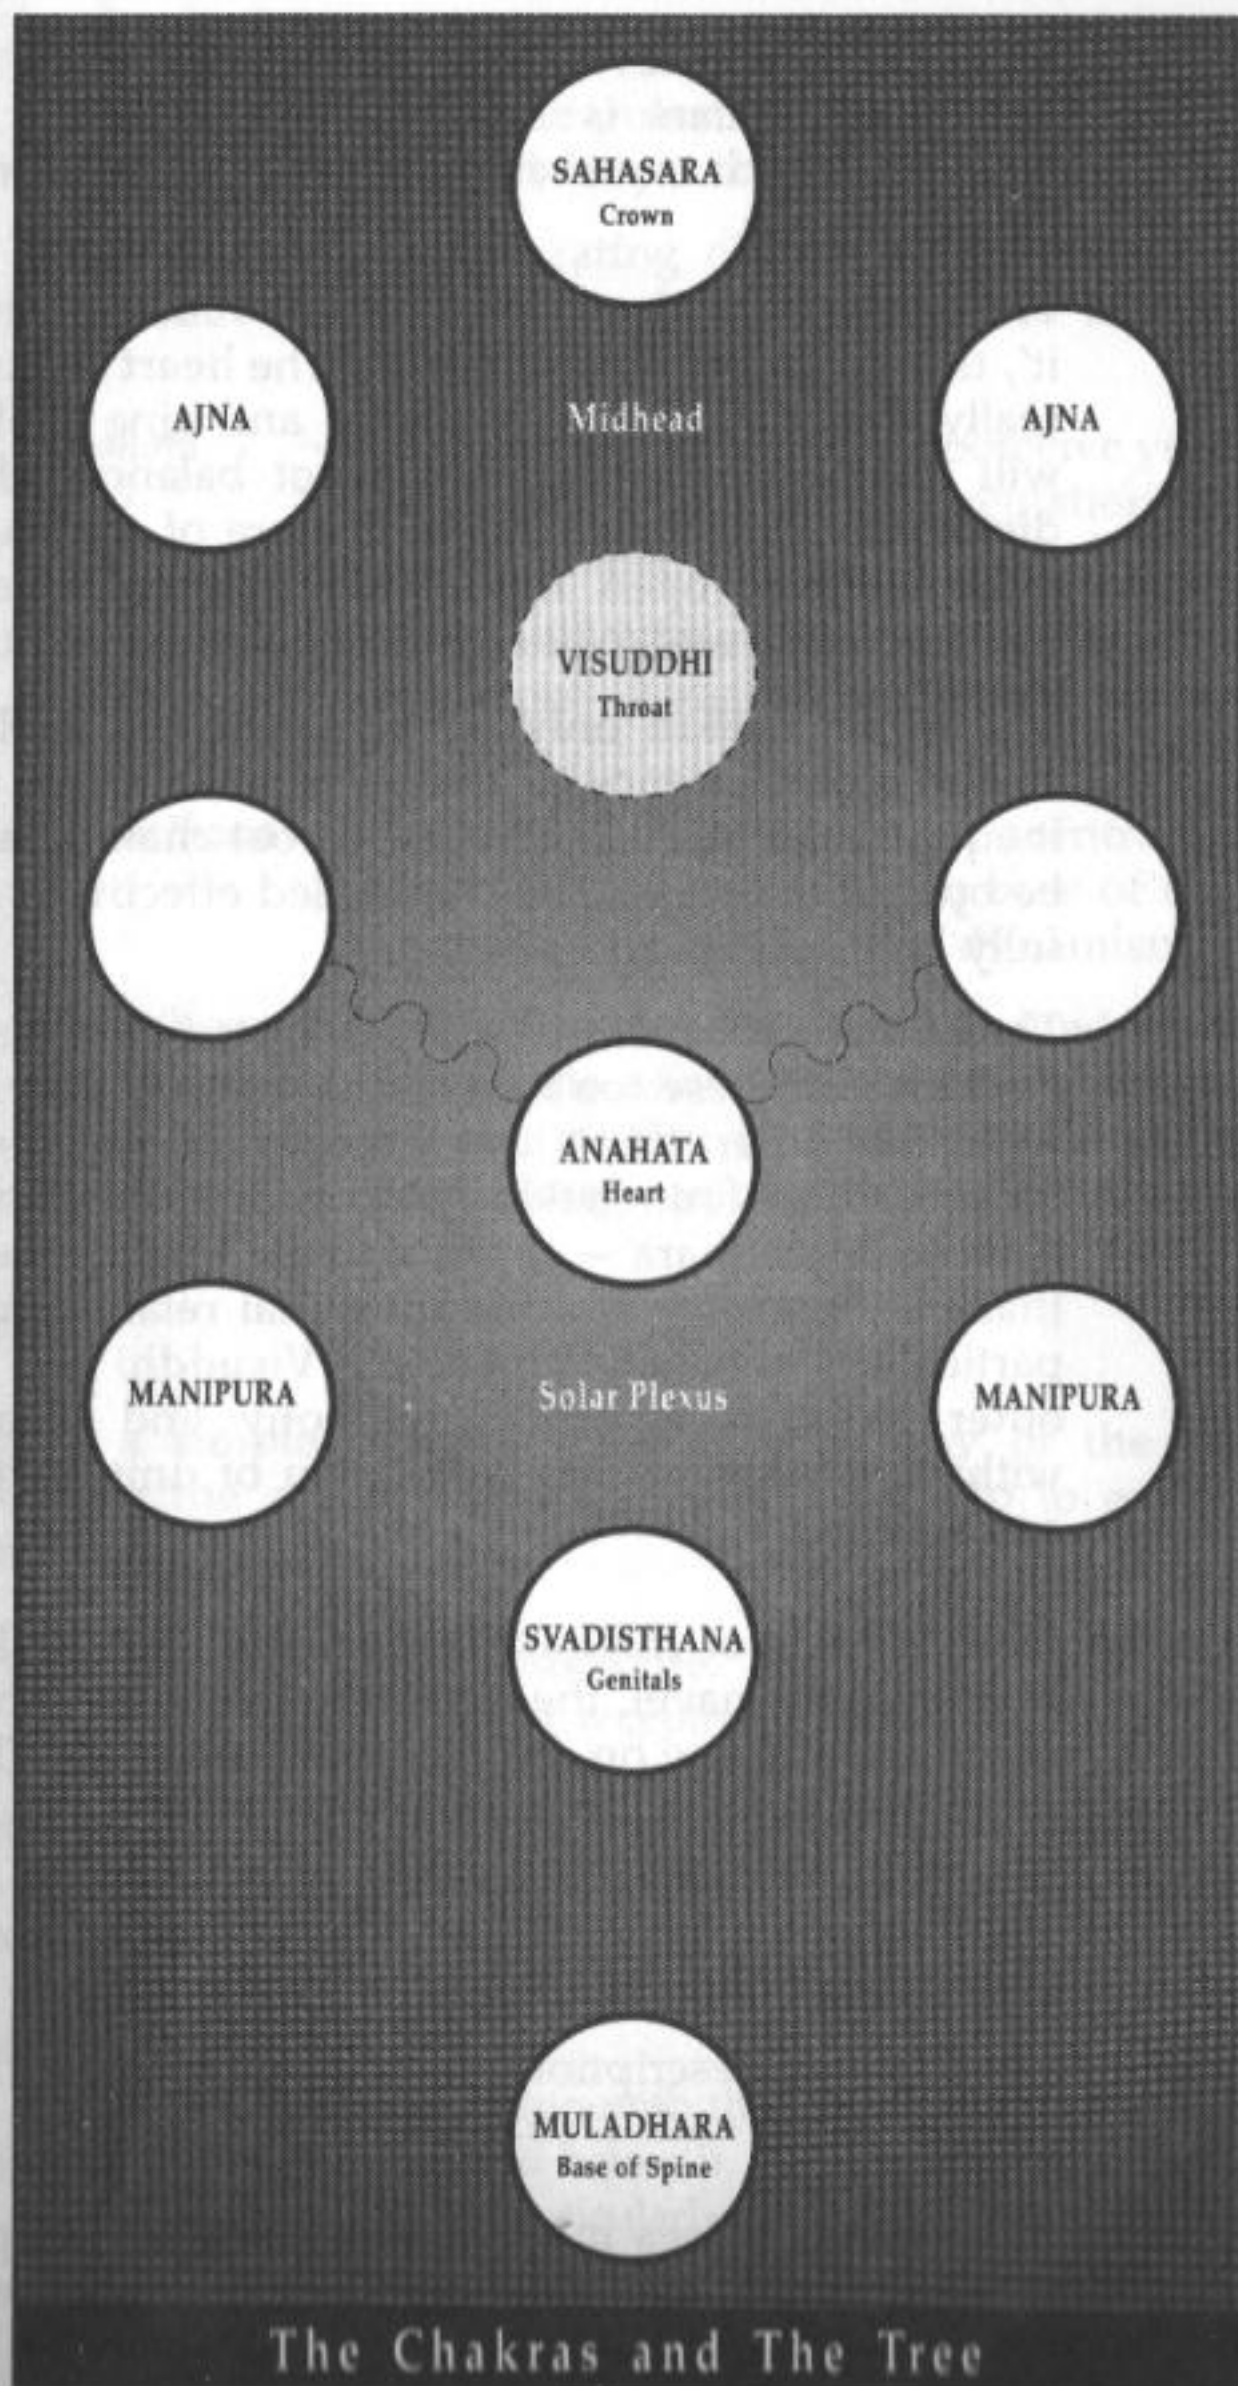 SAHASARA
Crown
AJNA
Midhead
AJNA
VISUDDHI
Throat
ANAHATA
Heart
MANIPURA
Solar Plexus
MANIPURA
SVADISTHANA
Genitals
MULADHARA
Base of Spine
The Chakras and The Tree